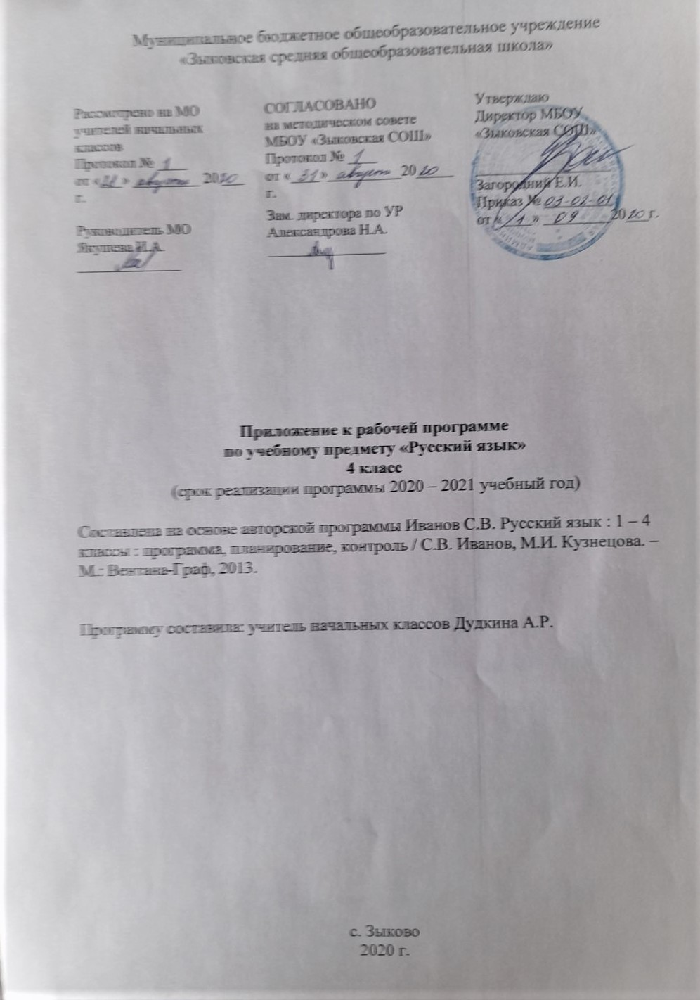 Муниципальное бюджетное общеобразовательное учреждение
«Зыковская средняя общеобразовательная школа»
Рассмотрено на МО
учителей начальных
классов
Протокол № 1
от « » августа 2020
г.
Руководитель МО
Якушева Н.А.
СОГЛАСОВАНО
на методическом совете
МБОУ «Зыковская СОШ»
Протокол № 1
от « 31 » август 2020
г.
Зам. директора по УР
Александрова Н.А.
Утверждаю
Директор МБОУ
«Зыковская СОШ»
Загородний Е.И.
Приказ № 03-02-01
от « 1 » 09 2020 г.
Приложение к рабочей программе
по учебному предмету «Русский язык»
4 класс
(срок реализации программы 2020 – 2021 учебный год)
Составлена на основе авторской программы Иванов С.В. Русский язык : 1 – 4
классы : программа, планирование, контроль / С.В. Иванов, М.И. Кузнецова. –
М.: Вентана-Граф, 2013.
Программу составила: учитель начальных классов Дудкина А.Р.
с. Зыково
2020 г.